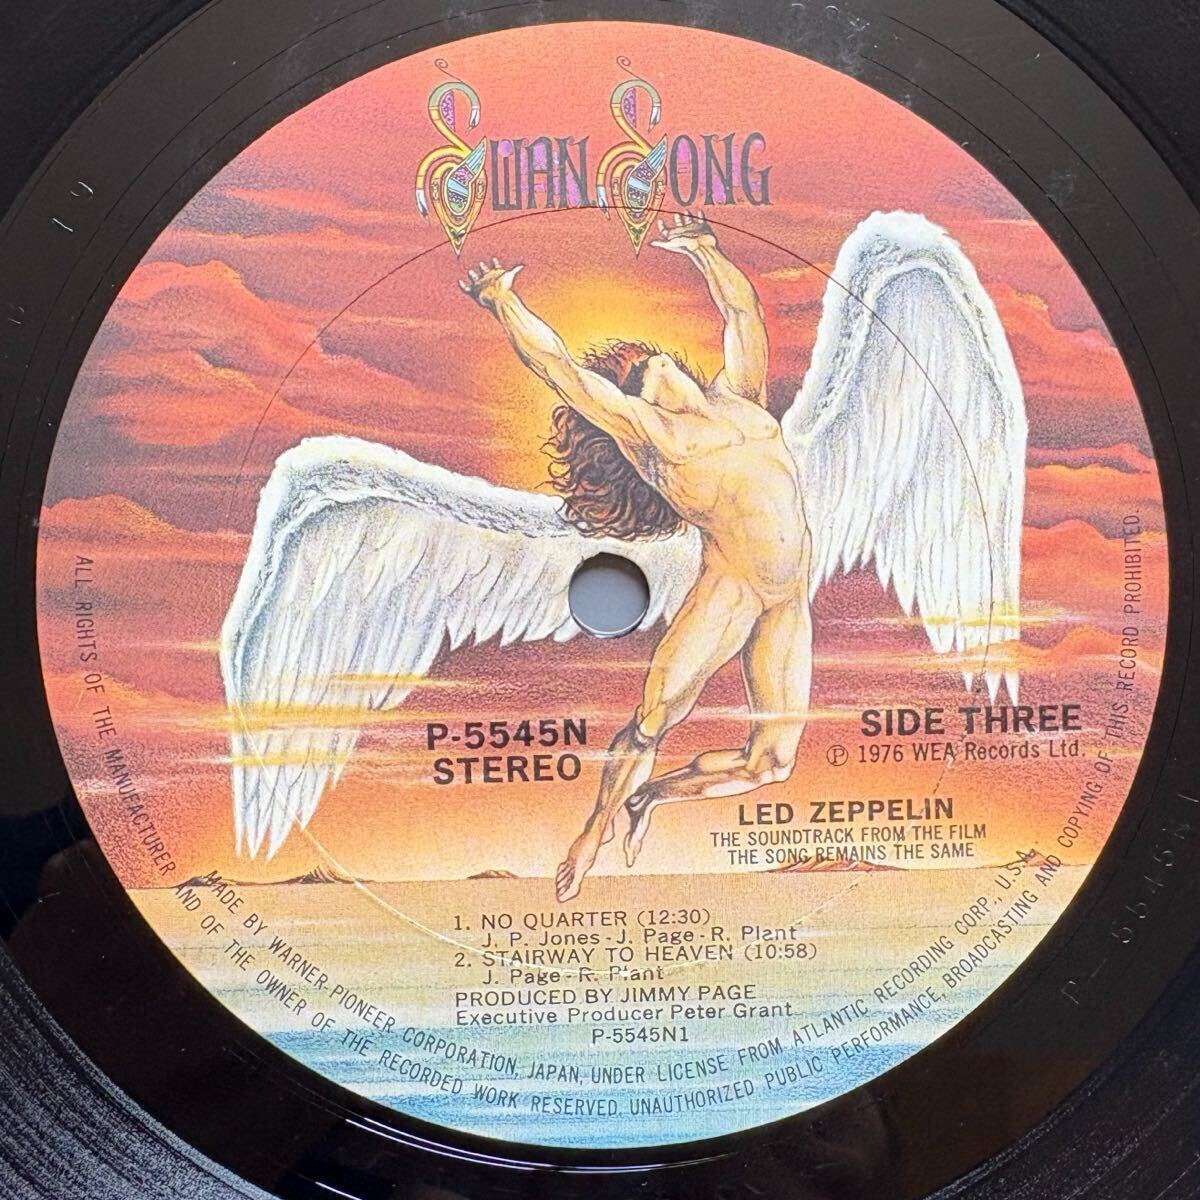 SWAN SONG
P-5545N
STEREO
SIDE THREE
Ⓟ 1976 WEA Records Ltd.
LED ZEPPELIN
THE SOUNDTRACK FROM THE FILM
THE SONG REMAINS THE SAME
1. NO QUARTER (12:30)
J. P. Jones - J. Page - R. Plant
2. STAIRWAY TO HEAVEN (10:58)
J. Page - R. Plant
PRODUCED BY JIMMY PAGE
Executive Producer Peter Grant
P-5545N1
MADE BY WARNER-PIONEER CORPORATION, JAPAN, UNDER LICENSE FROM ATLANTIC RECORDING CORP., U.S.A.
ALL RIGHTS OF THE MANUFACTURER AND OF THE OWNER OF THE RECORDED WORK RESERVED. UNAUTHORIZED PUBLIC PERFORMANCE, BROADCASTING AND COPYING OF THIS RECORD PROHIBITED.